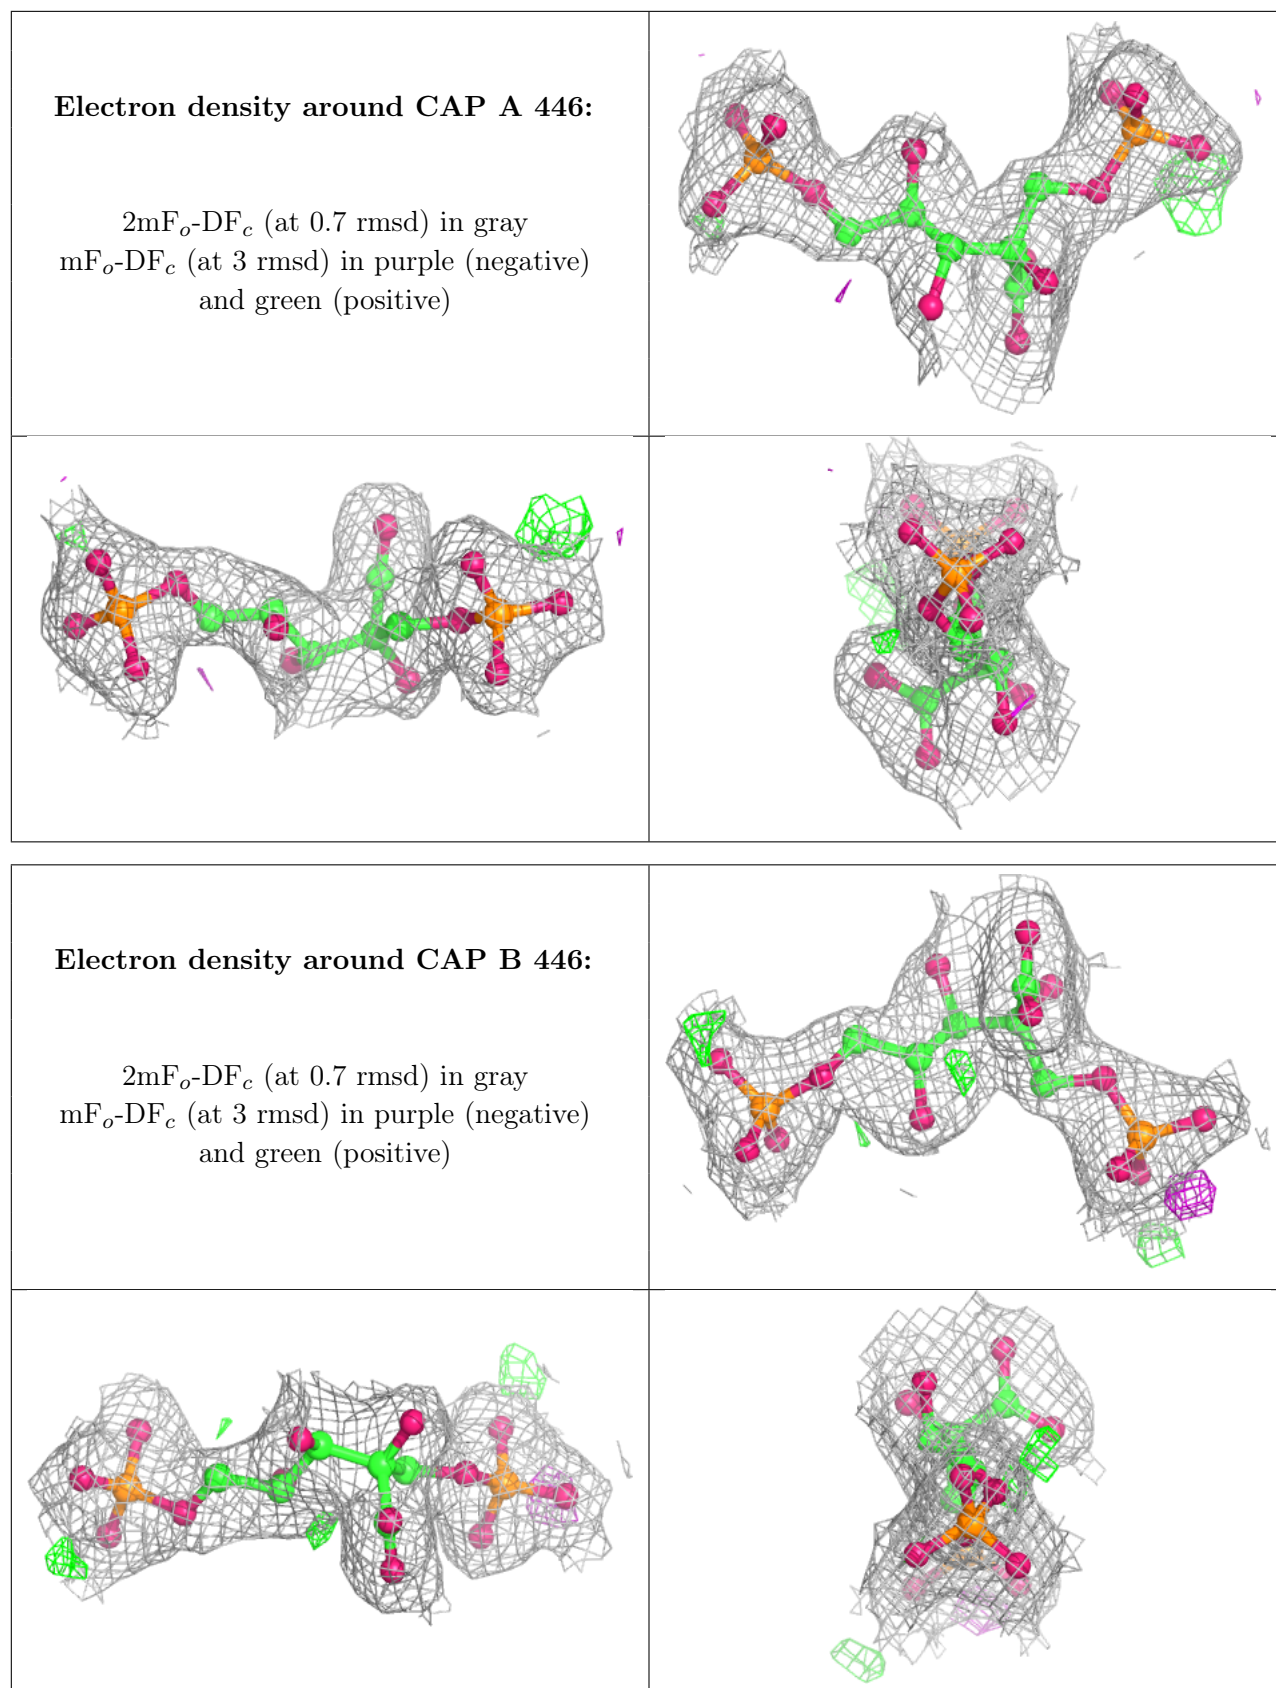 Electron density around CAP A 446:
2mFo-DFc (at 0.7 rmsd) in gray
mFo-DFc (at 3 rmsd) in purple (negative)
and green (positive)
Electron density around CAP B 446:
2mFo-DFc (at 0.7 rmsd) in gray
mFo-DFc (at 3 rmsd) in purple (negative)
and green (positive)